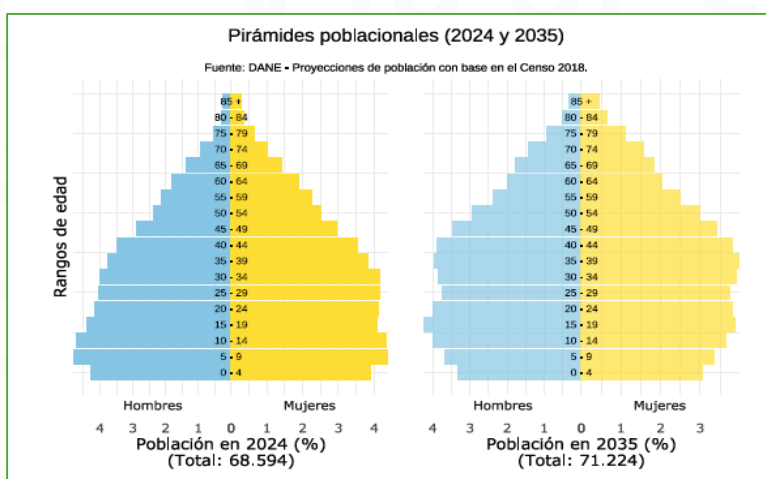 Pirámides poblacionales (2024 y 2035)
Fuente: DANE - Proyecciones de población con base en el Censo 2018.
Rangos de edad
85 +
80 - 84
75 - 79
70 - 74
65 - 69
60 - 64
55 - 59
50 - 54
45 - 49
40 - 44
35 - 39
30 - 34
25 - 29
20 - 24
15 - 19
10 - 14
5 - 9
0 - 4
Hombres Mujeres
4 3 2 1 0 1 2 3 4
Población en 2024 (%)
(Total: 68.594)
85 +
80 - 84
75 - 79
70 - 74
65 - 69
60 - 64
55 - 59
50 - 54
45 - 49
40 - 44
35 - 39
30 - 34
25 - 29
20 - 24
15 - 19
10 - 14
5 - 9
0 - 4
Hombres Mujeres
4 3 2 1 0 1 2 3
Población en 2035 (%)
(Total: 71.224)